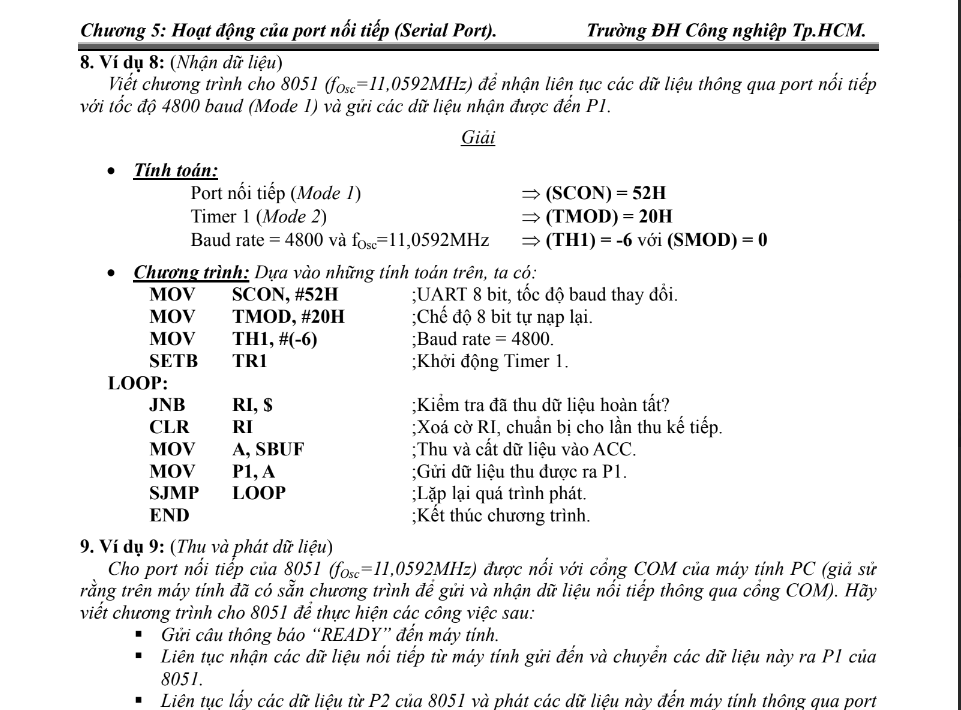 Chương 5: Hoạt động của port nối tiếp (Serial Port). Trường ĐH Công nghiệp Tp.HCM.
8. Ví dụ 8: (Nhận dữ liệu)
Viết chương trình cho 8051 (fOsc=11,0592MHz) để nhận liên tục các dữ liệu thông qua port nối tiếp
với tốc độ 4800 baud (Mode 1) và gửi các dữ liệu nhận được đến P1.
Giải
• Tính toán:
Port nối tiếp (Mode 1) ⇒ (SCON) = 52H
Timer 1 (Mode 2) ⇒ (TMOD) = 20H
Baud rate = 4800 và fOsc=11,0592MHz ⇒ (TH1) = -6 với (SMOD) = 0
• Chương trình: Dựa vào những tính toán trên, ta có:
MOV SCON, #52H ;UART 8 bit, tốc độ baud thay đổi.
MOV TMOD, #20H ;Chế độ 8 bit tự nạp lại.
MOV TH1, #(-6) ;Baud rate = 4800.
SETB TR1 ;Khởi động Timer 1.
LOOP:
JNB RI, $ ;Kiểm tra đã thu dữ liệu hoàn tất?
CLR RI ;Xoá cờ RI, chuẩn bị cho lần thu kế tiếp.
MOV A, SBUF ;Thu và cất dữ liệu vào ACC.
MOV P1, A ;Gửi dữ liệu thu được ra P1.
SJMP LOOP ;Lặp lại quá trình phát.
END ;Kết thúc chương trình.
9. Ví dụ 9: (Thu và phát dữ liệu)
Cho port nối tiếp của 8051 (fOsc=11,0592MHz) được nối với cổng COM của máy tính PC (giả sử
rằng trên máy tính đã có sẵn chương trình để gửi và nhận dữ liệu nối tiếp thông qua cổng COM). Hãy
viết chương trình cho 8051 để thực hiện các công việc sau:
▪ Gửi câu thông báo “READY” đến máy tính.
▪ Liên tục nhận các dữ liệu nối tiếp từ máy tính gửi đến và chuyển các dữ liệu này ra P1 của
8051.
▪ Liên tục lấy các dữ liệu từ P2 của 8051 và phát các dữ liệu này đến máy tính thông qua port